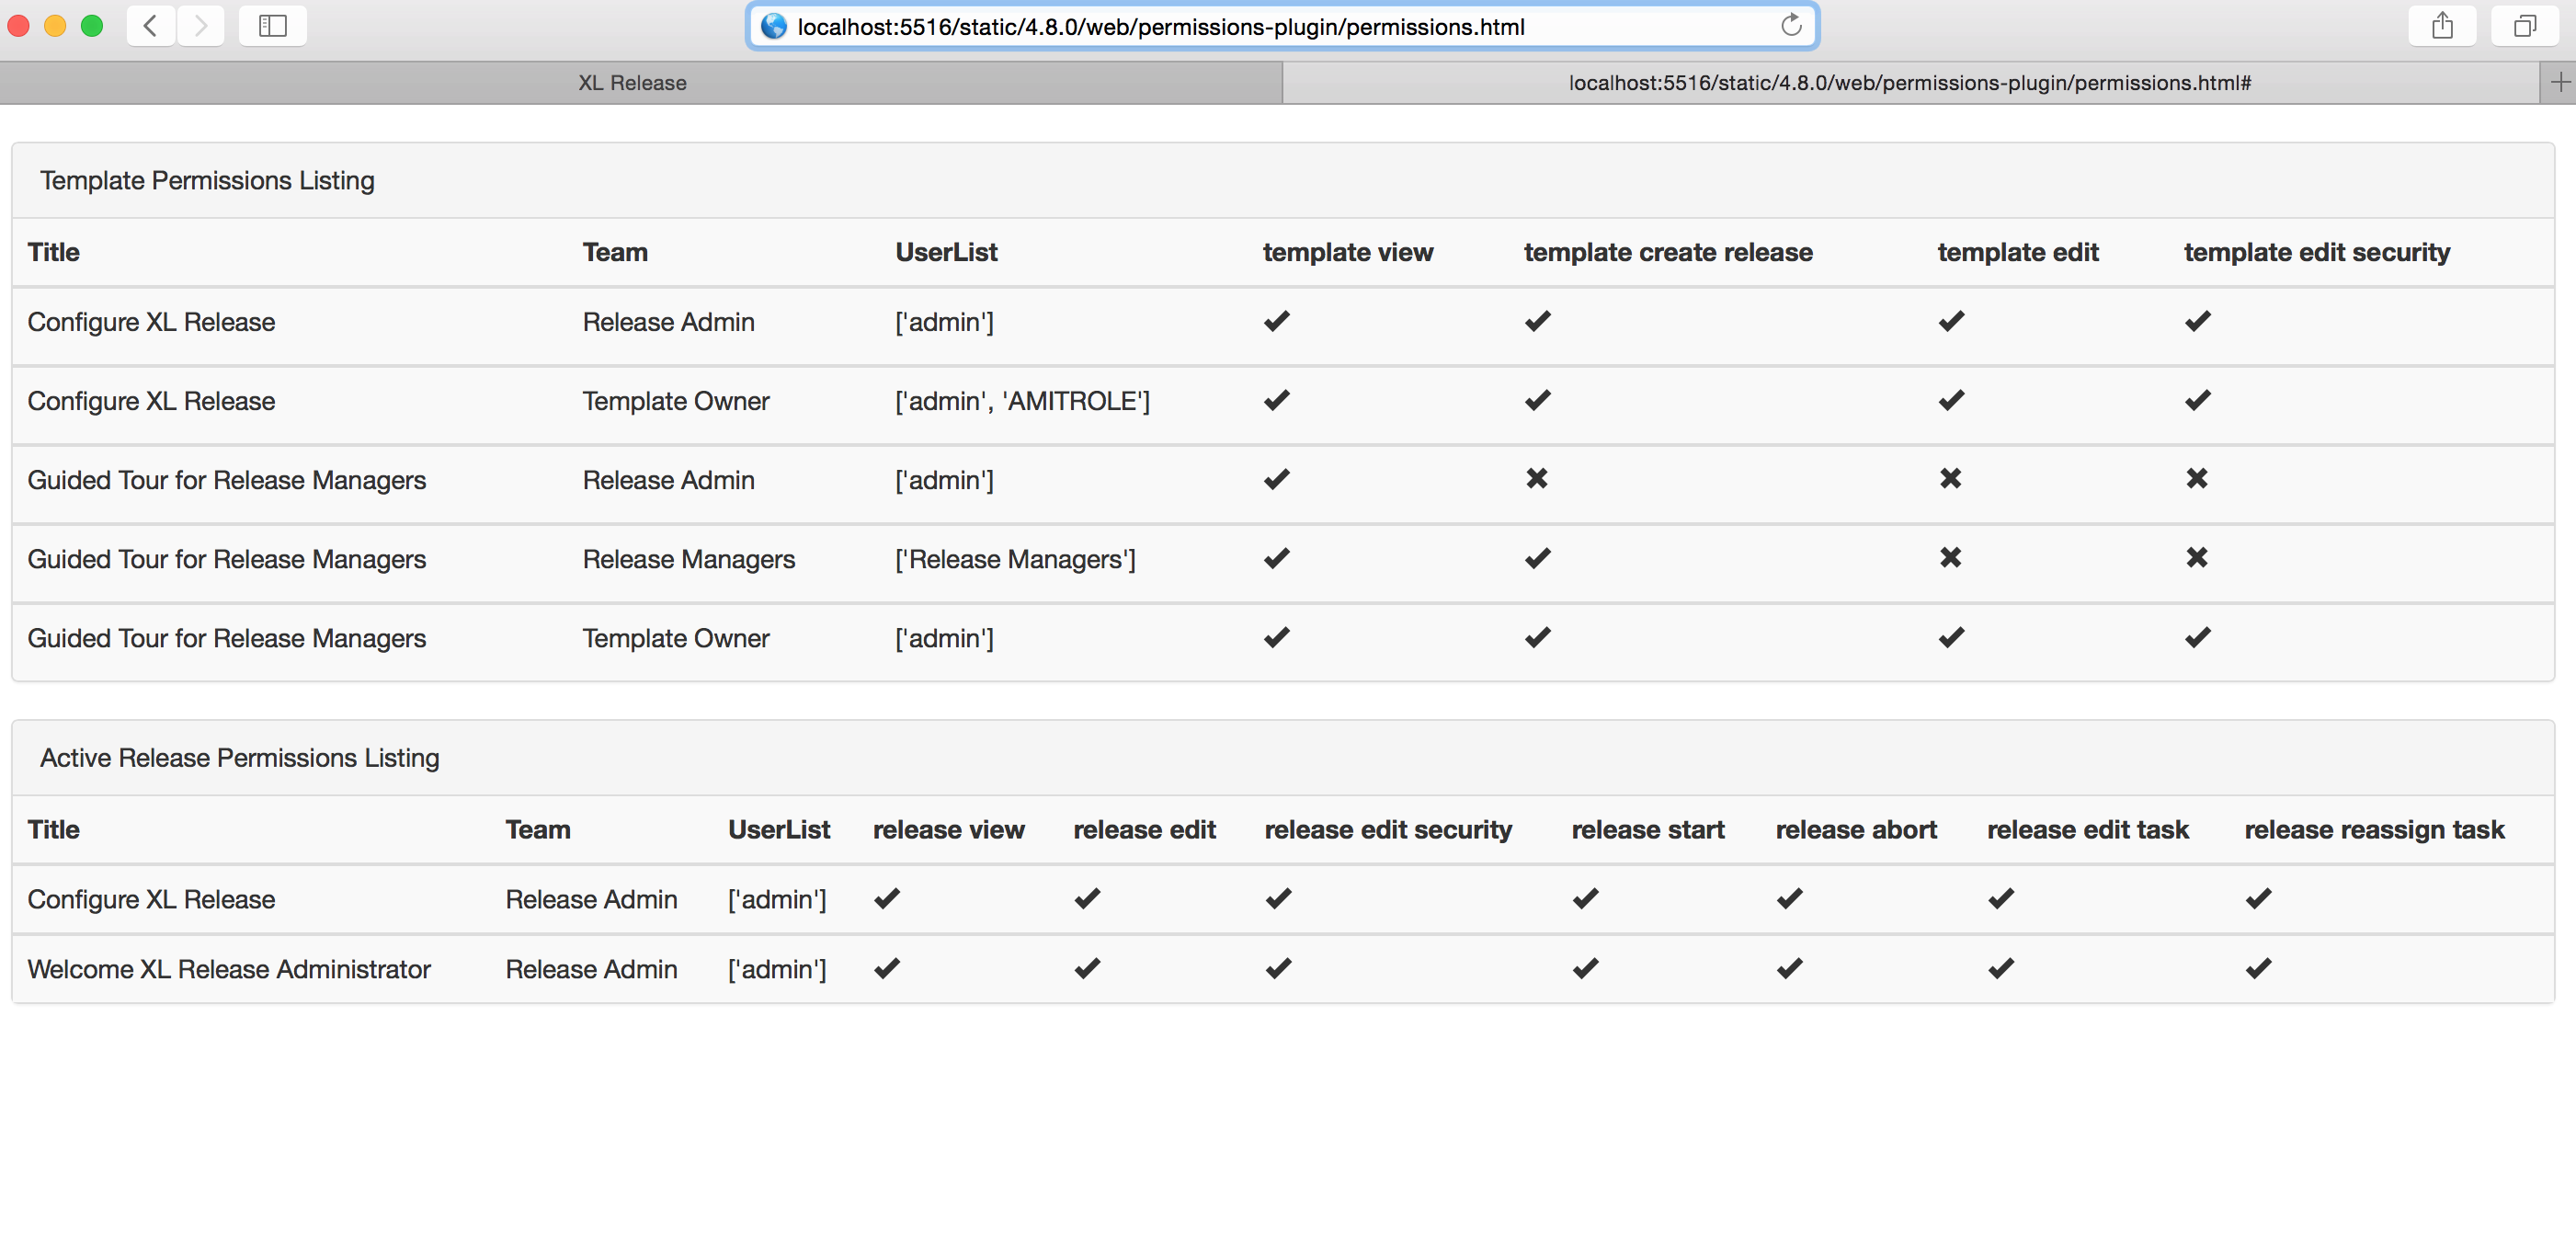 localhost:5516/static/4.8.0/web/permissions-plugin/permissions.html
XL Release
localhost:5516/static/4.8.0/web/permissions-plugin/permissions.html#
Template Permissions Listing
Title Team UserList template view template create release template edit template edit security
Configure XL Release Release Admin ['admin'] ✔ ✔ ✔ ✔
Configure XL Release Template Owner ['admin', 'AMITROLE'] ✔ ✔ ✔ ✔
Guided Tour for Release Managers Release Admin ['admin'] ✔ ✖ ✖ ✖
Guided Tour for Release Managers Release Managers ['Release Managers'] ✔ ✔ ✖ ✖
Guided Tour for Release Managers Template Owner ['admin'] ✔ ✔ ✔ ✔
Active Release Permissions Listing
Title Team UserList release view release edit release edit security release start release abort release edit task release reassign task
Configure XL Release Release Admin ['admin'] ✔ ✔ ✔ ✔ ✔ ✔ ✔
Welcome XL Release Administrator Release Admin ['admin'] ✔ ✔ ✔ ✔ ✔ ✔ ✔